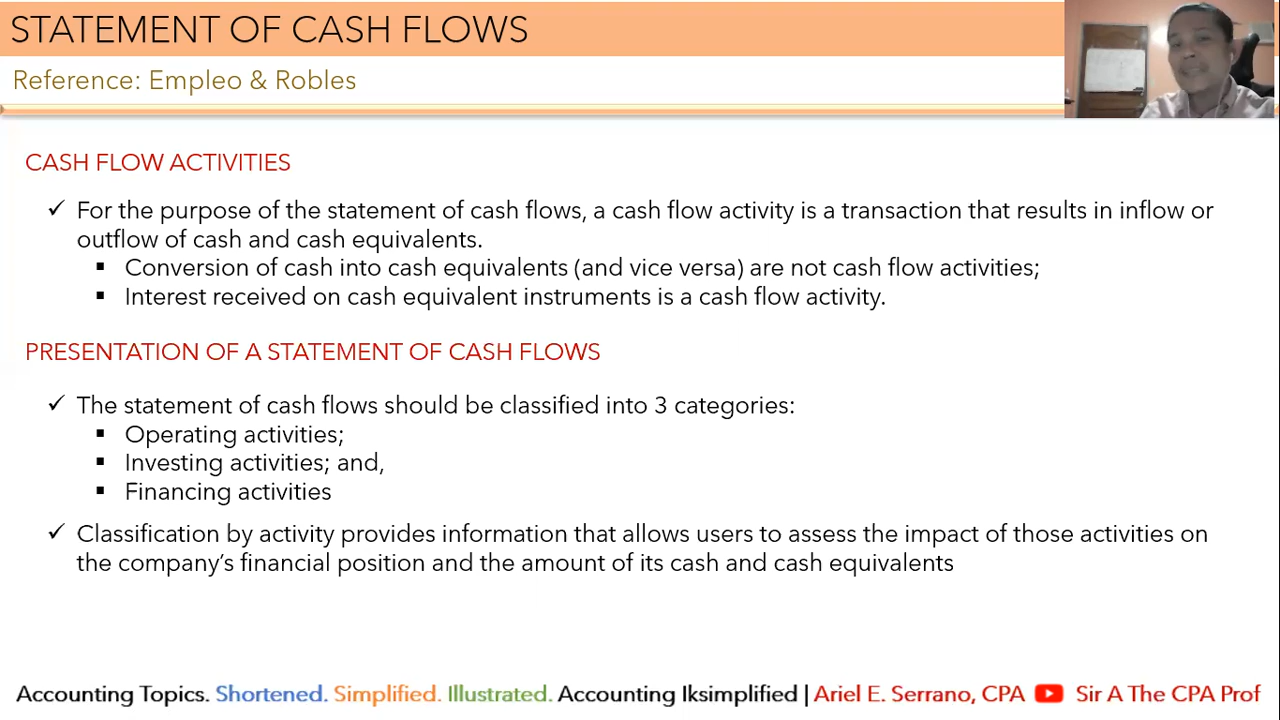 STATEMENT OF CASH FLOWS
Reference: Empleo & Robles
CASH FLOW ACTIVITIES
✓ For the purpose of the statement of cash flows, a cash flow activity is a transaction that results in inflow or
outflow of cash and cash equivalents.
▪ Conversion of cash into cash equivalents (and vice versa) are not cash flow activities;
▪ Interest received on cash equivalent instruments is a cash flow activity.
PRESENTATION OF A STATEMENT OF CASH FLOWS
✓ The statement of cash flows should be classified into 3 categories:
▪ Operating activities;
▪ Investing activities; and,
▪ Financing activities
✓ Classification by activity provides information that allows users to assess the impact of those activities on
the company's financial position and the amount of its cash and cash equivalents
Accounting Topics. Shortened. Simplified. Illustrated. Accounting Iksimplified | Ariel E. Serrano, CPA Sir A The CPA Prof